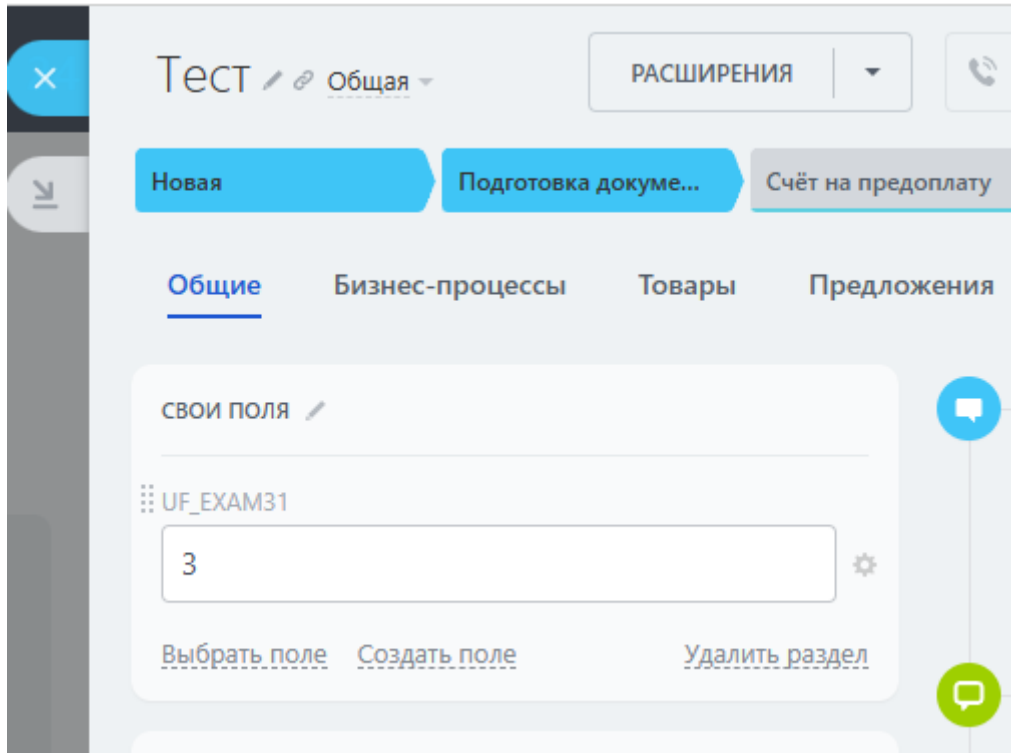 Тест Общая
РАСШИРЕНИЯ
Новая
Подготовка докуме...
Счёт на предоплату
Общие Бизнес-процессы Товары Предложения
СВОИ ПОЛЯ
UF_EXAM31
3
Выбрать поле Создать поле Удалить раздел